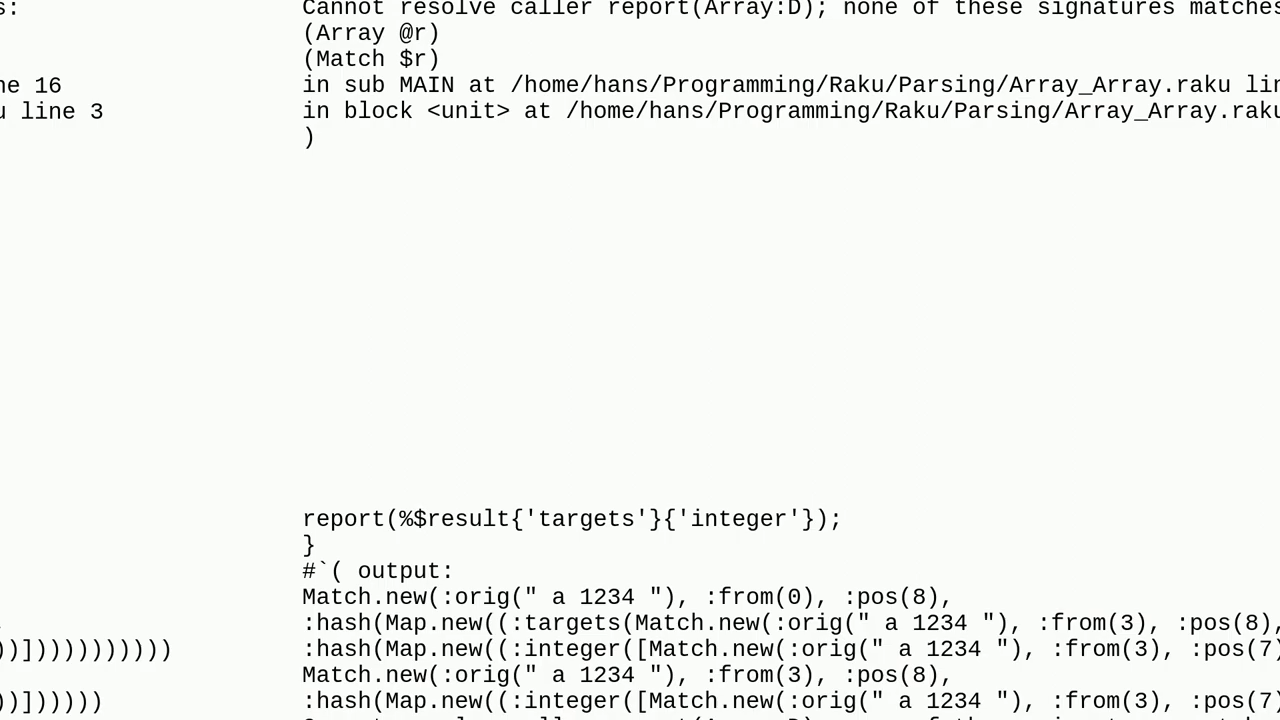 s:
ne 16
u line 3
Cannot resolve caller report(Array:D); none of these signatures matches
(Array @r)
(Match $r)
in sub MAIN at /home/hans/Programming/Raku/Parsing/Array_Array.raku lin
in block <unit> at /home/hans/Programming/Raku/Parsing/Array_Array.raku
)
))])))))))))))
))]))))))
report(%$result{'targets'}{'integer'});
}
#`( output:
Match.new(:orig(" a 1234 "), :from(0), :pos(8),
:hash(Map.new((:targets(Match.new(:orig(" a 1234 "), :from(3), :pos(8),
:hash(Map.new((:integer([Match.new(:orig(" a 1234 "), :from(3), :pos(7)
Match.new(:orig(" a 1234 "), :from(3), :pos(8),
:hash(Map.new((:integer([Match.new(:orig(" a 1234 "), :from(3), :pos(7)